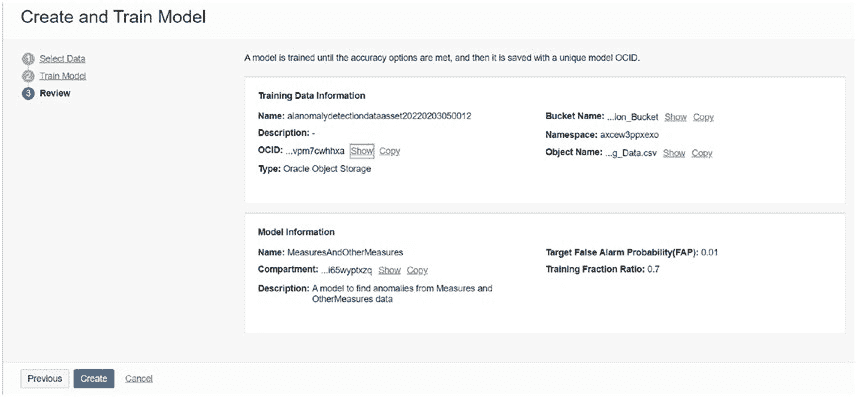 Create and Train Model
1 Select Data
2 Train Model
3 Review
A model is trained until the accuracy options are met, and then it is saved with a unique model OCID.
Training Data Information
Name: aianomalydetectiondataasset20220203050012
Description: -
OCID: ...vpm7cwhhxa Show Copy
Type: Oracle Object Storage
Bucket Name: ...ion_Bucket Show Copy
Namespace: axcew3ppxexo
Object Name: ...g_Data.csv Show Copy
Model Information
Name: MeasuresAndOtherMeasures
Compartment: ...i65wyptxzq Show Copy
Description: A model to find anomalies from Measures and
OtherMeasures data
Target False Alarm Probability(FAP): 0.01
Training Fraction Ratio: 0.7
Previous Create Cancel